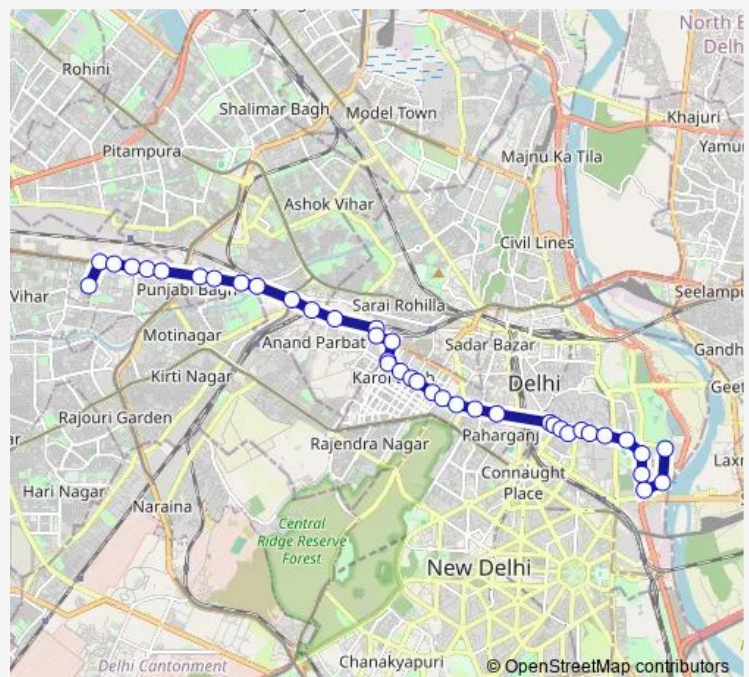 North E
Delh
Rohini
Shalimar Bagh
Model Town
Khajuri
Pitampura
Majnu Ka Tila
Yamu
Ashok Vihar
Civil Lines
Vihar
Punjabi Bagh
Seelampu
Sarai Rohilla
Motinagar
Anand Parbat
Sadar Bazar
Gandh
Kirti Nagar
Delhi
Geet
Rajouri Garden
ar
Rajendra Nagar
Paharganj
Laxr
Hari Nagar
Connaught
Place
Naraina
Central
Ridge Reserve
Forest
New Delhi
Delhi Cantonment
Chanakyapuri
© OpenStreetMap contributors